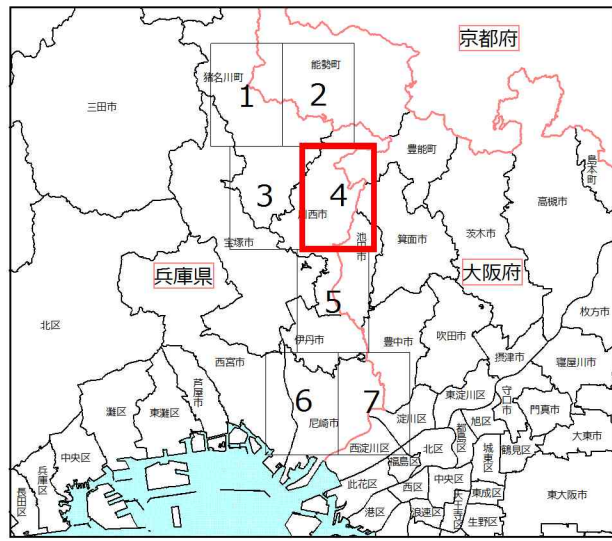 京都府
能勢町
猪名川町
1
2
三田市
豊能町
島本町
高槻市
3
4
川西市
茨木市
箕面市
池田市
宝塚市
兵庫県
大阪府
5
枚方市
北区
伊丹市
豊中市
吹田市
摂津市
寝屋川市
西宮市
芦屋市
東淀川区
守口市
門真市
6
7
灘区
東灘区
尼崎市
淀川区
旭区
都島区
大東市
西淀川区
北区
城東区
鶴見区
中央区
福島区
兵庫区
此花区
西区
中央区
東成区
東大阪市
長田区
港区
浪速区
天王寺区
生野区